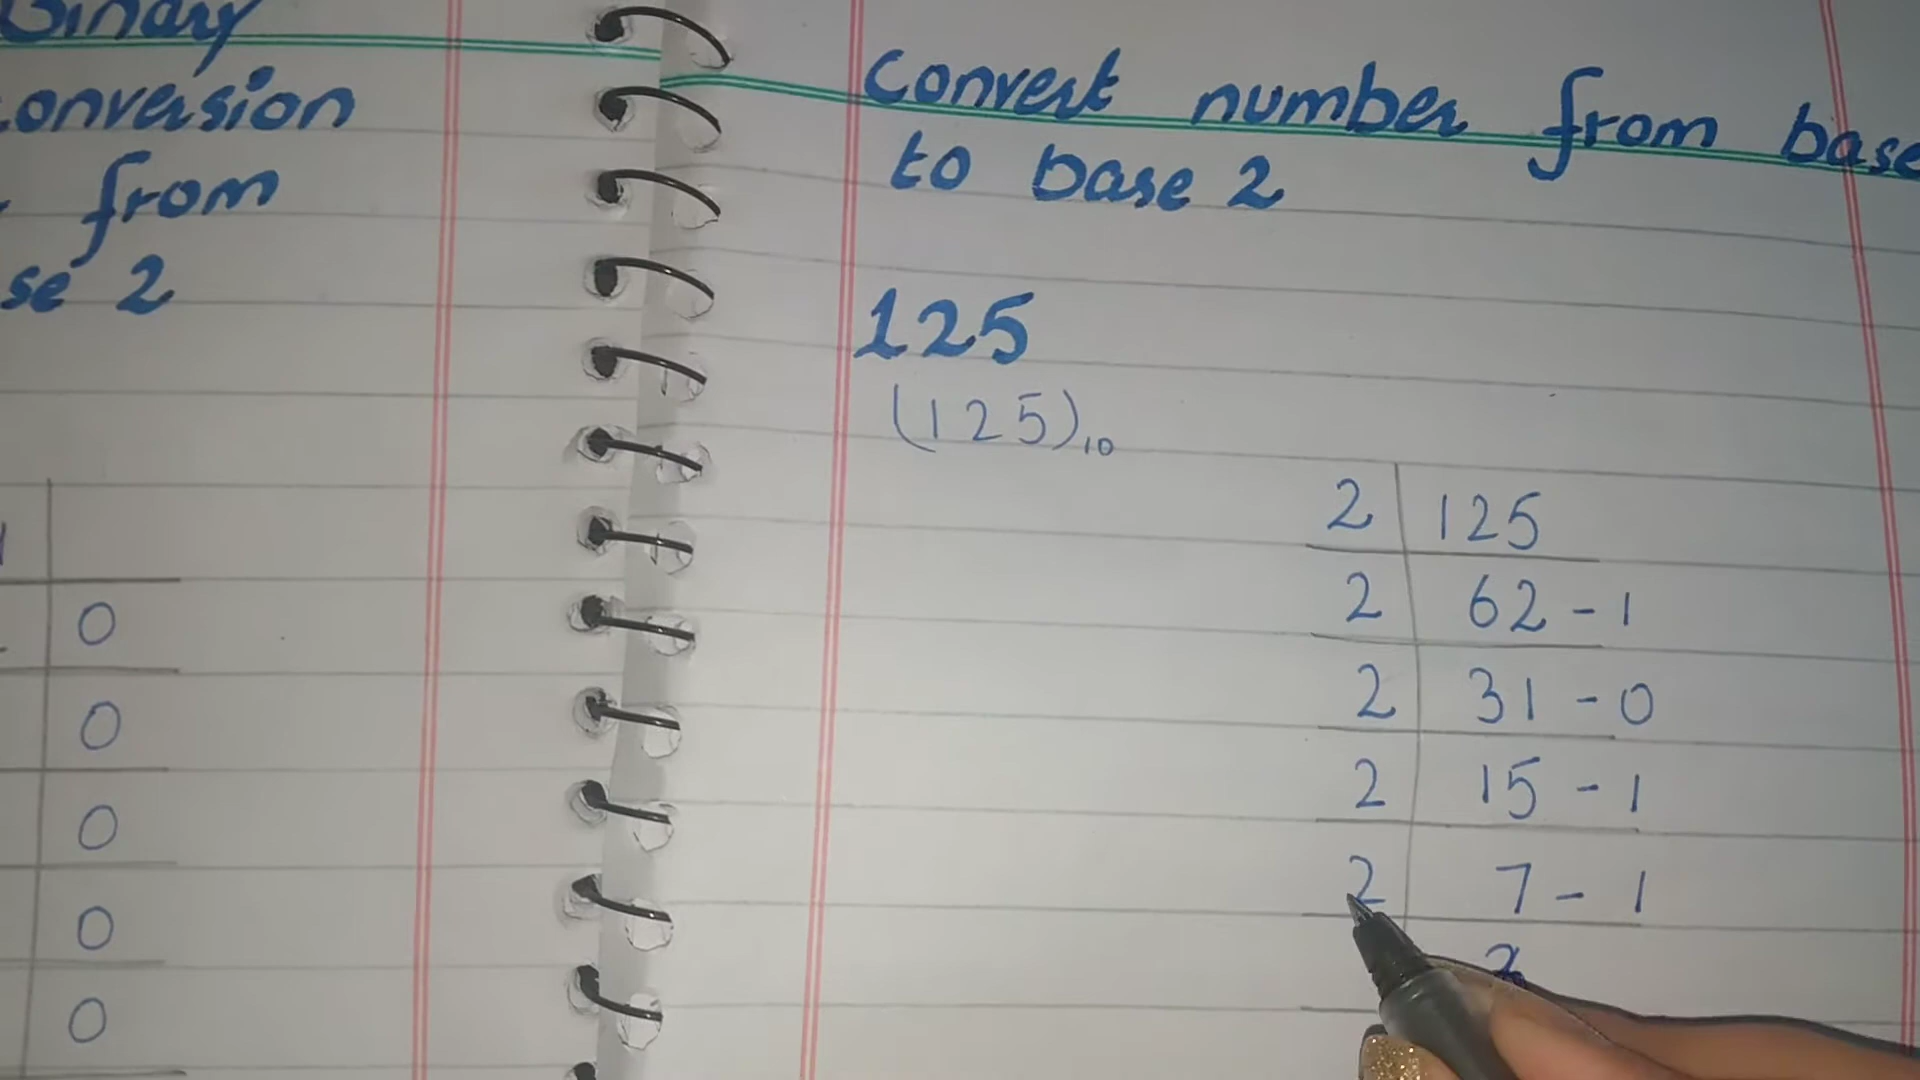 Binary
conversion
from
se 2
0
0
0
0
0
Convert number from base
to base 2
125
(125)10
2 125
2 62 - 1
2 31 - 0
2 15 - 1
2 7 - 1
3